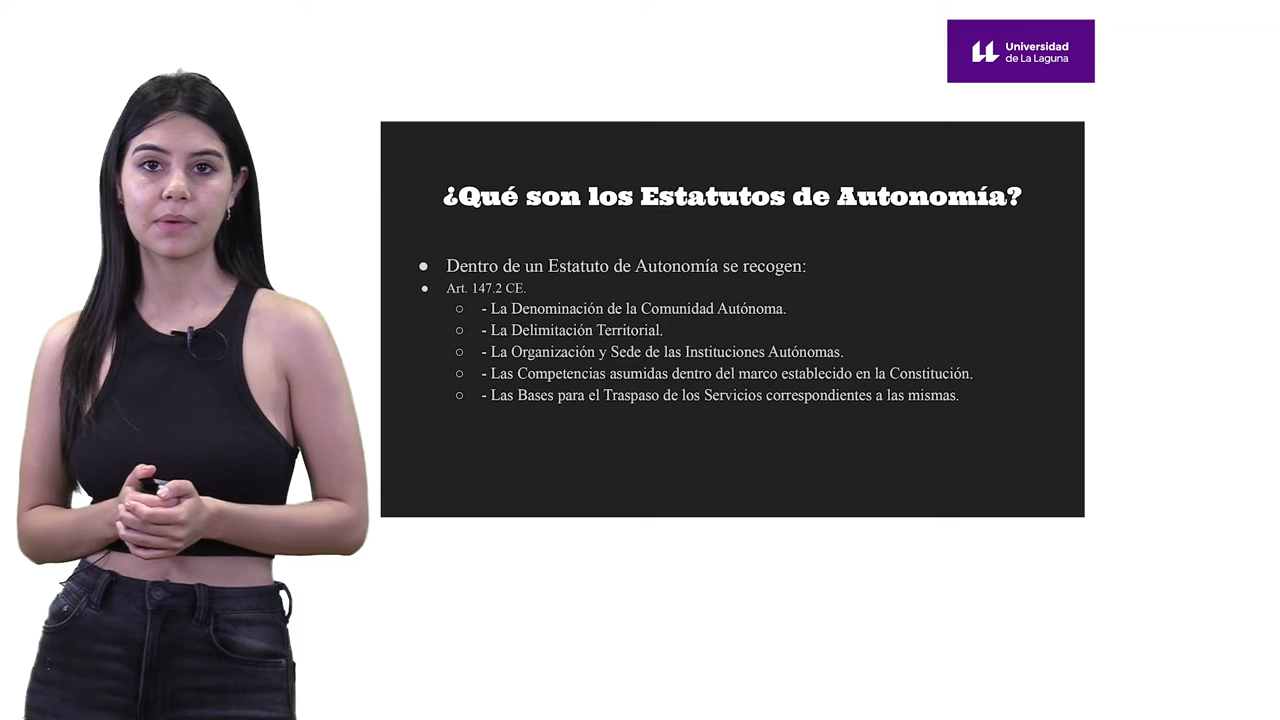 Universidad
de La Laguna
¿Qué son los Estatutos de Autonomía?
● Dentro de un Estatuto de Autonomía se recogen:
● Art. 147.2 CE.
○ - La Denominación de la Comunidad Autónoma.
○ - La Delimitación Territorial.
○ - La Organización y Sede de las Instituciones Autónomas.
○ - Las Competencias asumidas dentro del marco establecido en la Constitución.
○ - Las Bases para el Traspaso de los Servicios correspondientes a las mismas.